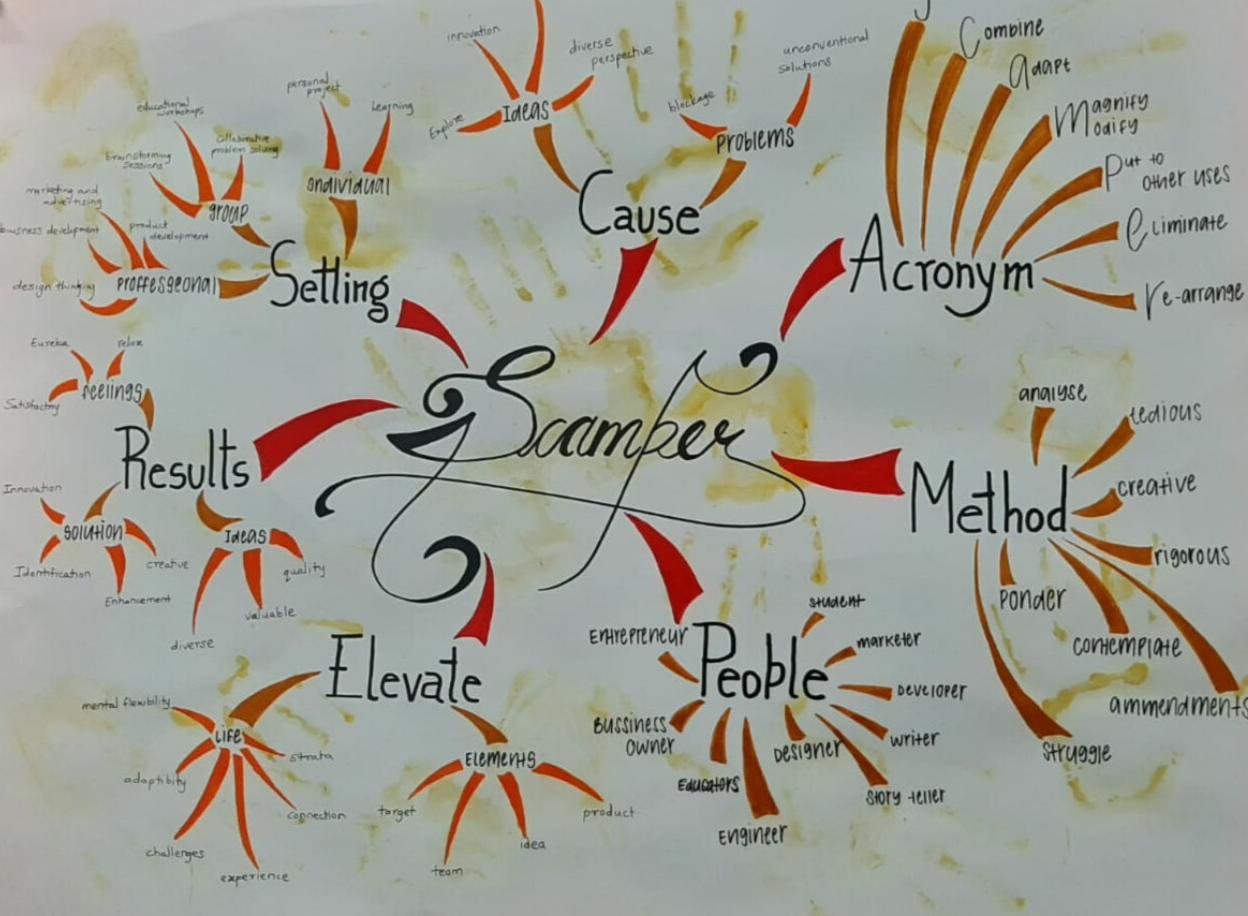 Scamper
Cause
Ideas
innovation
diverse
perspective
Explore
Problems
blockage
unconventional
solutions
Acronym
Combine
Adapt
Magnify
Modify
Put to
other uses
Eliminate
re-arrange
Method
analyse
tedious
creative
rigorous
ammendments
contemplate
Ponder
Struggle
People
student
marketer
Developer
writer
Story teller
Designer
Engineer
Educators
Bussiness
owner
Entrepreneur
Elevate
Elements
target
team
idea
product
Life
mental flexibility
adaptibility
challenges
experience
connection
strata
Results
feelings
Eureka
relax
Satisfactry
Solution
Innovation
Identification
Enhancement
creative
Ideas
diverse
valuable
quality
Setting
Individual
personal
project
Learning
group
educational
workshops
brainstorming
sessions
Collaborative
problem solving
Proffessional
marketing and
advertising
business development
product
development
design thinking